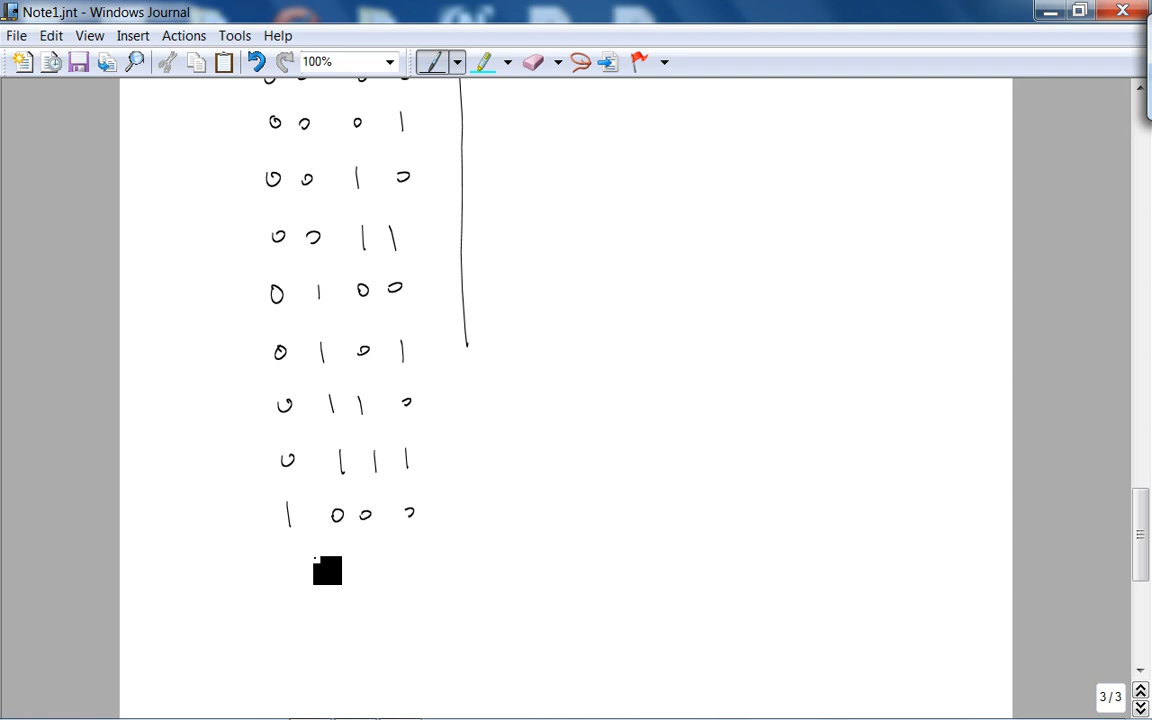 Note1.jnt - Windows Journal
File Edit View Insert Actions Tools Help
100%
0 0 0 1
0 0 1 0
0 0 1 1
0 1 0 0
0 1 0 1
0 1 1 0
0 1 1 1
1 0 0 0
3 / 3